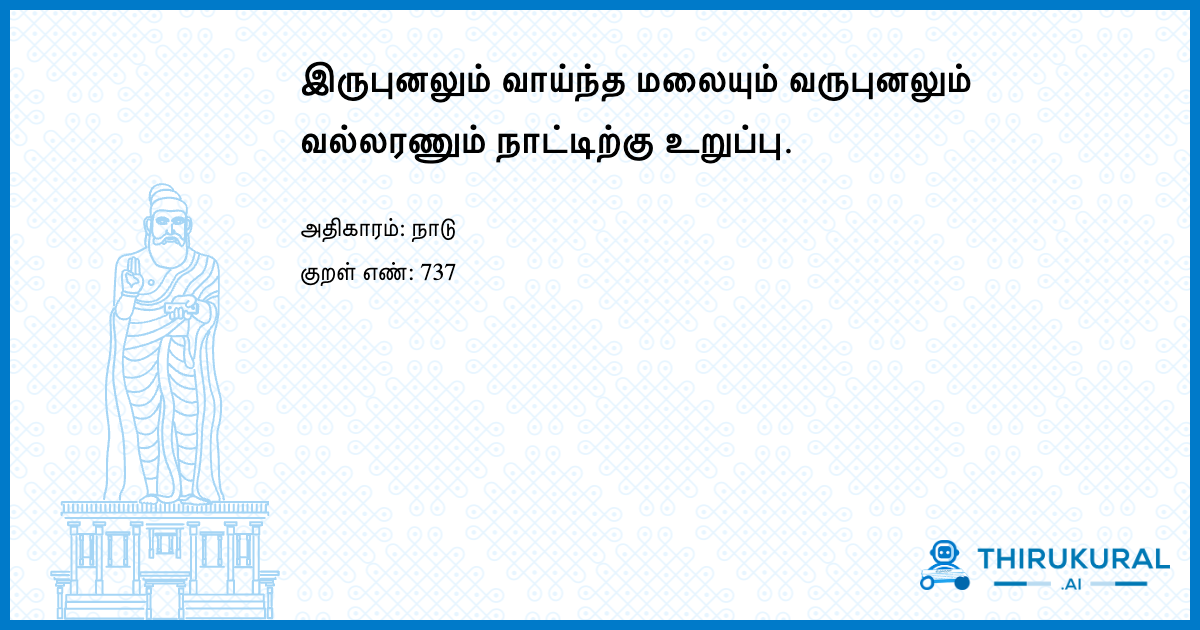 இருபுனலும் வாய்ந்த மலையும் வருபுனலும்
வல்லரணும் நாட்டிற்கு உறுப்பு.
அதிகாரம்: நாடு
குறள் எண்: 737
THIRUKURAL
.AI